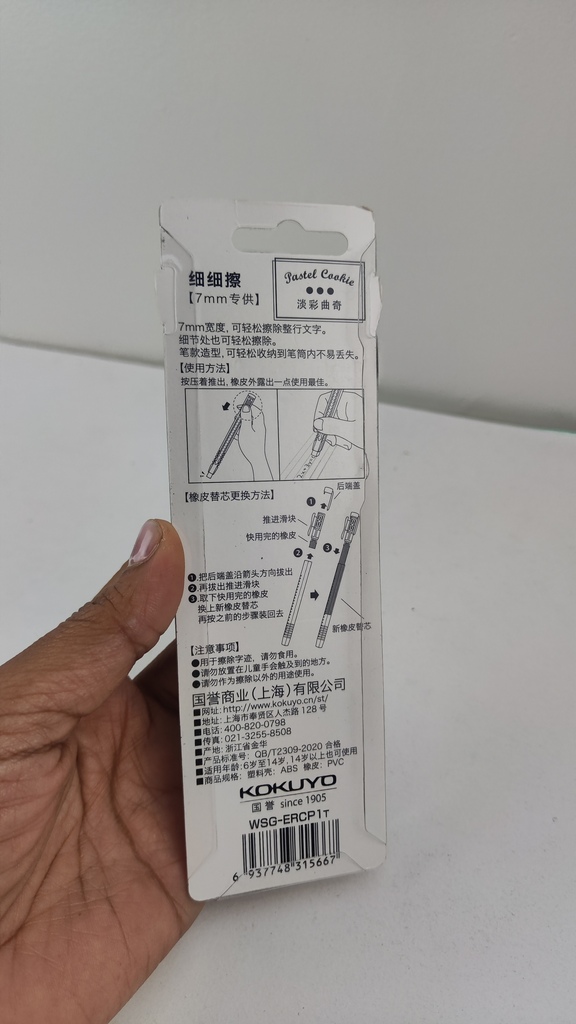 细细擦
【7mm专供】
Pastel Cookie
淡彩曲奇
7mm宽度，可轻松擦除整行文字。
细节处也可轻松擦除。
笔款造型，可轻松收纳到笔筒内不易丢失。
【使用方法】
按压着推出，橡皮外露出一点使用最佳。
【橡皮替芯更换方法】
后端盖
❶
推进滑块
快用完的橡皮
❸
❷
❶把后端盖沿箭头方向拔出
❷再拔出推进滑块
❸取下快用完的橡皮
换上新橡皮替芯
再按之前的步骤装回去
新橡皮替芯
【注意事项】
●用于擦除字迹，请勿食用。
●请勿放置在儿童手会触及到的地方。
●请勿作为擦除以外的用途使用。
国誉商业（上海）有限公司
■网址: http://www.kokuyo.cn/st/
■地址: 上海市奉贤区人杰路 128 号
■电话: 400-820-0798
■传真: 021-3255-8508
■产地: 浙江省金华
■产品标准号: QB/T2309-2020 合格
■适用年龄: 6岁至14岁, 14岁以上也可使用
■商品规格: 塑料壳: ABS 橡皮: PVC
KOKUYO
国誉 since 1905
WSG-ERCP1T
6 937748 315667